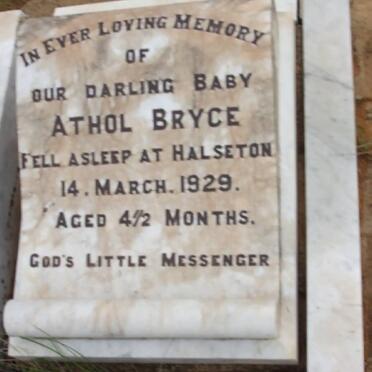 IN EVER LOVING MEMORY
OF
OUR DARLING BABY
ATHOL BRYCE
FELL ASLEEP AT HALSETON
14. MARCH. 1929.
AGED 4½ MONTHS.
GOD'S LITTLE MESSENGER